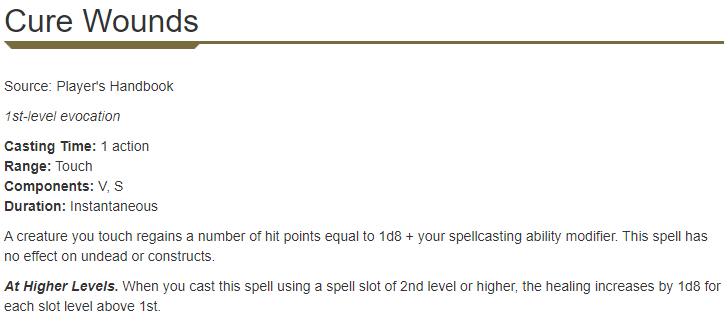 Cure Wounds
Source: Player's Handbook
1st-level evocation
Casting Time: 1 action
Range: Touch
Components: V, S
Duration: Instantaneous
A creature you touch regains a number of hit points equal to 1d8 + your spellcasting ability modifier. This spell has
no effect on undead or constructs.
At Higher Levels. When you cast this spell using a spell slot of 2nd level or higher, the healing increases by 1d8 for
each slot level above 1st.